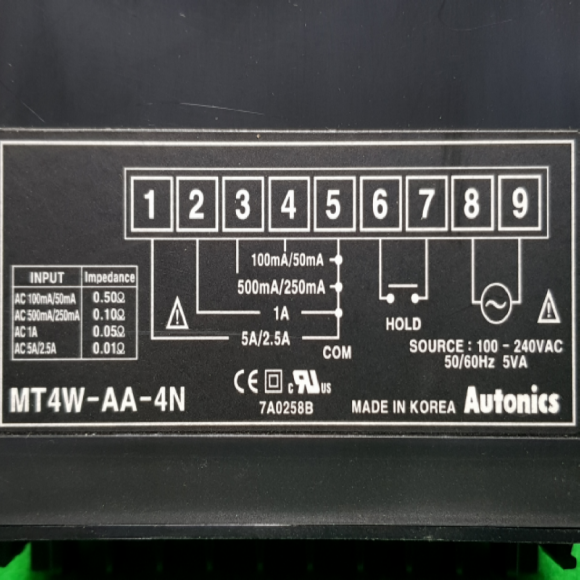 1 2 3 4 5 6 7 8 9
100mA/50mA
500mA/250mA
1A
5A/2.5A
COM
HOLD
SOURCE : 100 - 240VAC
50/60Hz 5VA
INPUT Impedance
AC 100mA/50mA 0.50Ω
AC 500mA/250mA 0.10Ω
AC 1A 0.05Ω
AC 5A/2.5A 0.01Ω
MT4W-AA-4N
CE c RU US
7A0258B
MADE IN KOREA Autonics